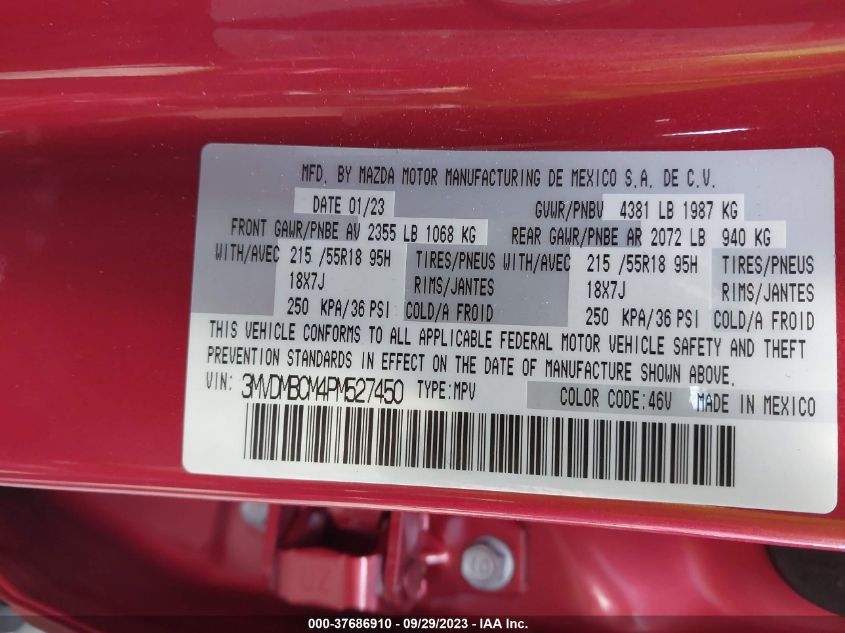 MFD. BY MAZDA MOTOR MANUFACTURING DE MEXICO S.A. DE C.V.
DATE 01/23 GVWR/PNBV 4381 LB 1987 KG
FRONT GAWR/PNBE AV 2355 LB 1068 KG REAR GAWR/PNBE AR 2072 LB 940 KG
WITH/AVEC 215 /55R18 95H TIRES/PNEUS WITH/AVEC 215 /55R18 95H TIRES/PNEUS
18X7J RIMS/JANTES 18X7J RIMS/JANTES
250 KPA/36 PSI COLD/A FROID 250 KPA/36 PSI COLD/A FROID
THIS VEHICLE CONFORMS TO ALL APPLICABLE FEDERAL MOTOR VEHICLE SAFETY AND THEFT
PREVENTION STANDARDS IN EFFECT ON THE DATE OF MANUFACTURE SHOWN ABOVE.
VIN: 3MVDMBCM4PM527450 TYPE:MPV COLOR CODE:46V MADE IN MEXICO
000-37686910 - 09/29/2023 - IAA Inc.